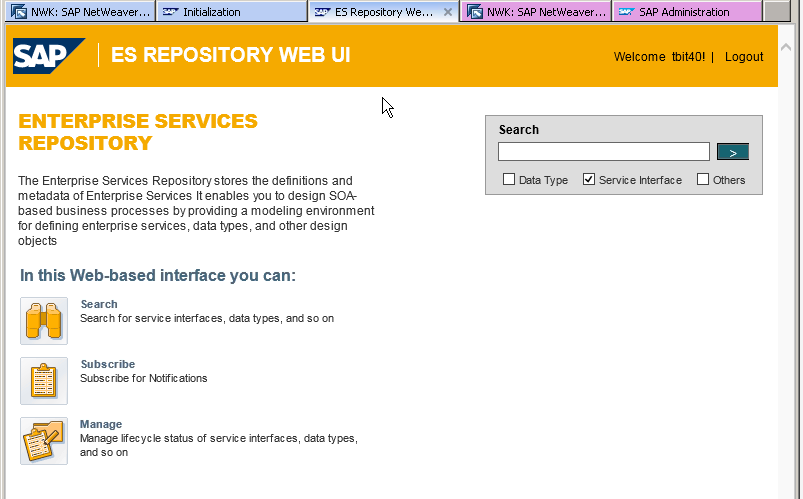 NWK: SAP NetWeaver...
Initialization
ES Repository We...
NWK: SAP NetWeaver...
SAP Administration
SAP
ES REPOSITORY WEB UI
Welcome tbit40! | Logout
ENTERPRISE SERVICES
REPOSITORY
The Enterprise Services Repository stores the definitions and
metadata of Enterprise Services It enables you to design SOA-
based business processes by providing a modeling environment
for defining enterprise services, data types, and other design
objects
Search
>
Data Type
Service Interface
Others
In this Web-based interface you can:
Search
Search for service interfaces, data types, and so on
Subscribe
Subscribe for Notifications
Manage
Manage lifecycle status of service interfaces, data types,
and so on